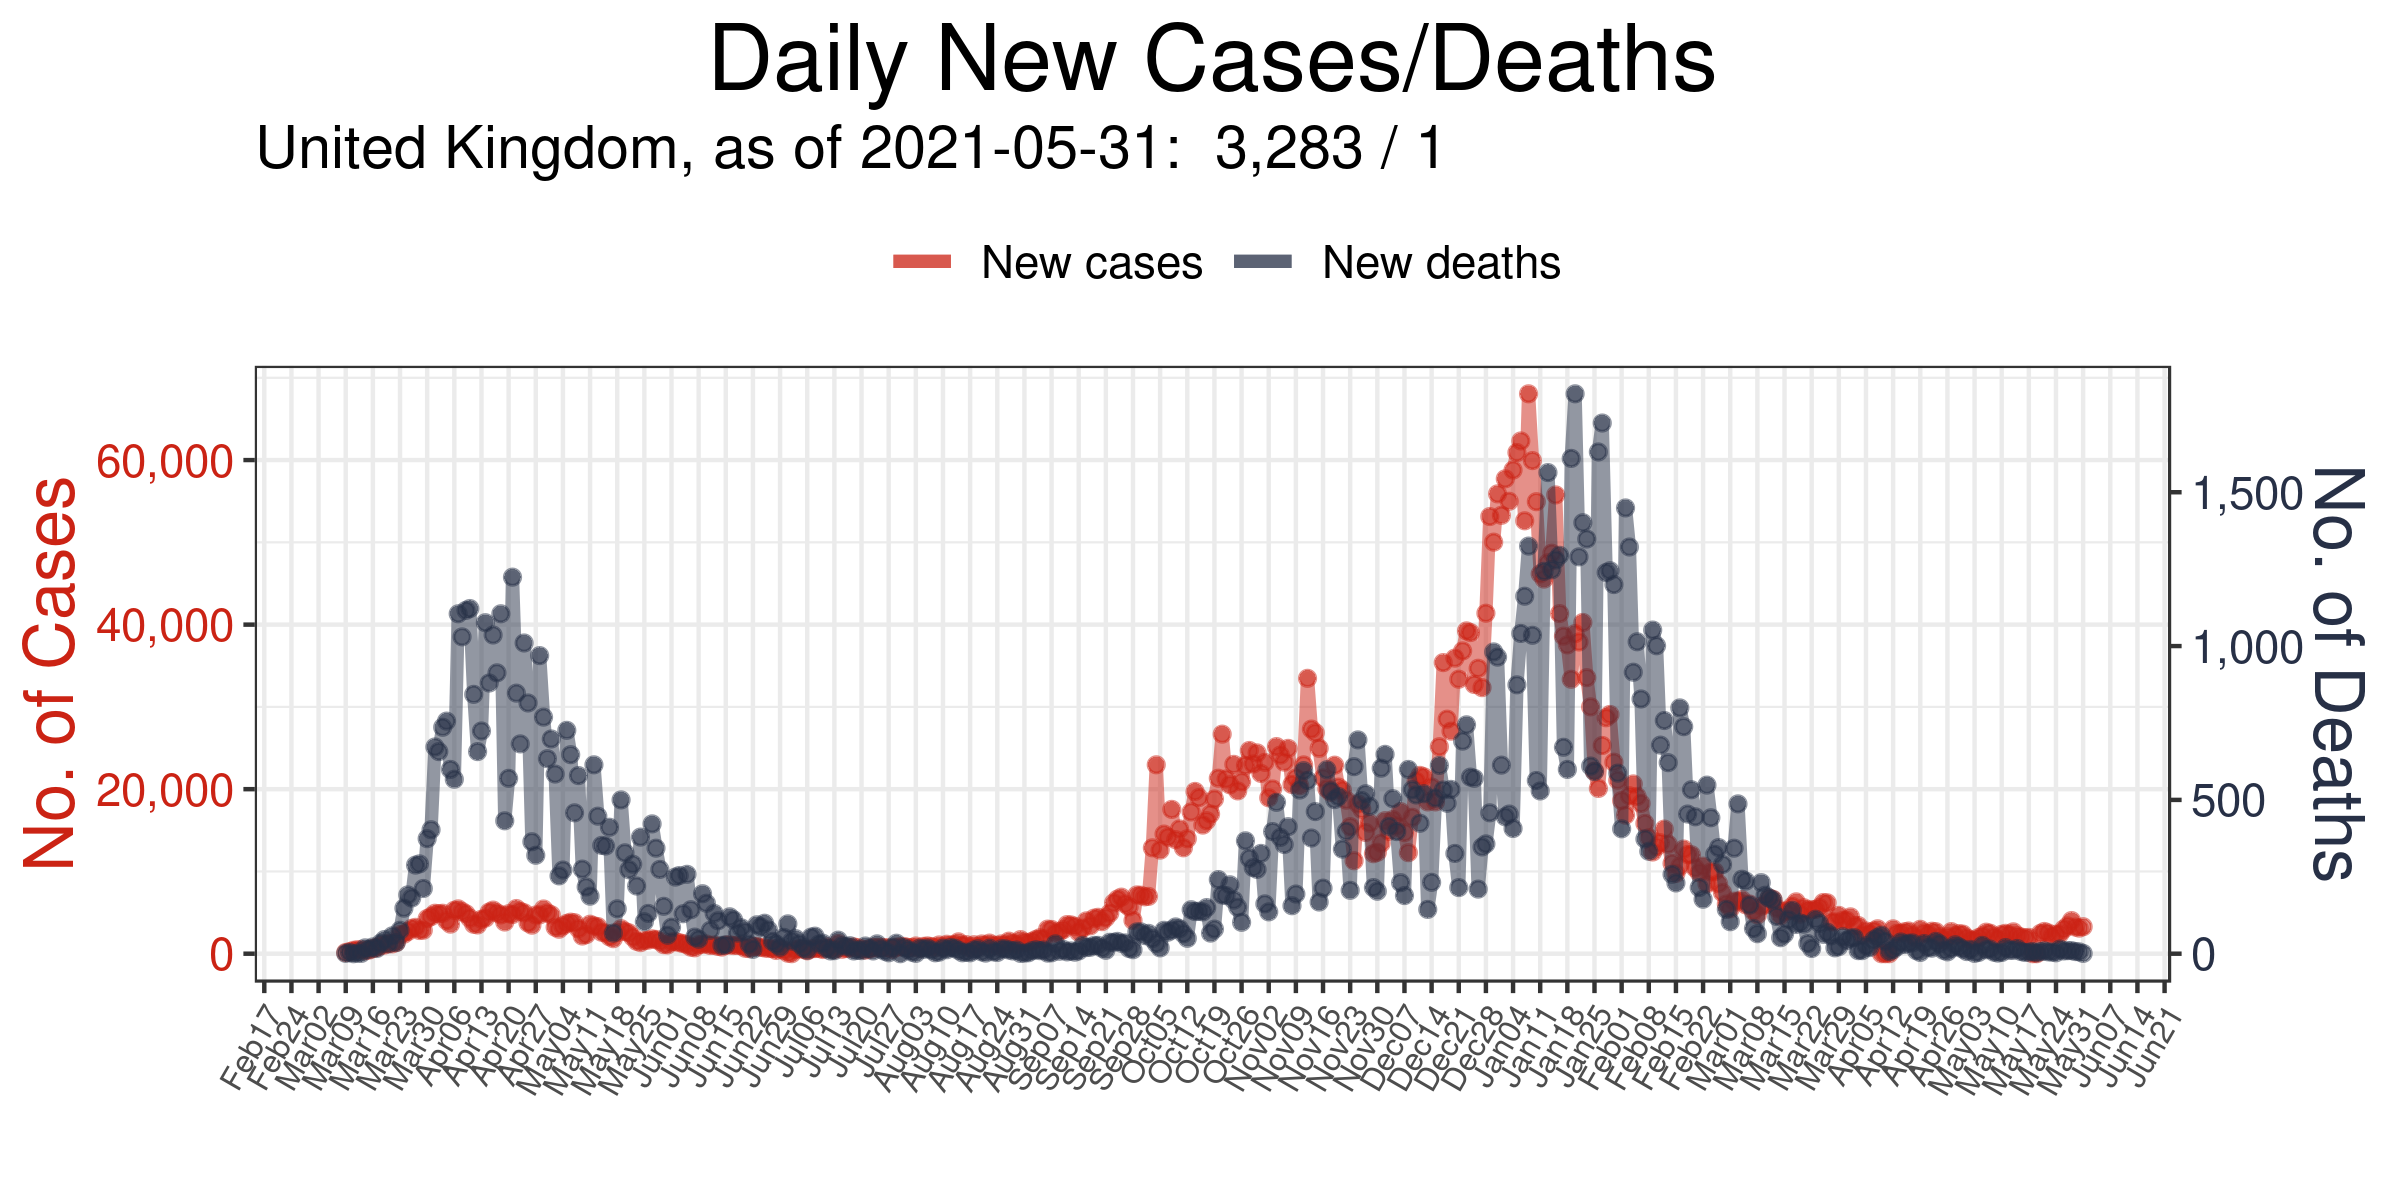 Daily New Cases/Deaths
United Kingdom, as of 2021-05-31:  3,283 / 1
New cases
New deaths
No. of Cases
60,000
40,000
20,000
0
1,500
1,000
500
0
No. of Deaths
Feb17
Feb24
Mar02
Mar09
Mar16
Mar23
Mar30
Apr06
Apr13
Apr20
Apr27
May04
May11
May18
May25
Jun01
Jun08
Jun15
Jun22
Jun29
Jul06
Jul13
Jul20
Jul27
Aug03
Aug10
Aug17
Aug24
Aug31
Sep07
Sep14
Sep21
Sep28
Oct05
Oct12
Oct19
Oct26
Nov02
Nov09
Nov16
Nov23
Nov30
Dec07
Dec14
Dec21
Dec28
Jan04
Jan11
Jan18
Jan25
Feb01
Feb08
Feb15
Feb22
Mar01
Mar08
Mar15
Mar22
Mar29
Apr05
Apr12
Apr19
Apr26
May03
May10
May17
May24
May31
Jun07
Jun14
Jun21